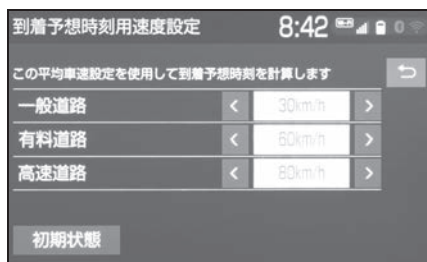 到着予想時刻用速度設定 8:42 0
この平均車速設定を使用して到着予想時刻を計算します
一般道路 < 30km/h >
有料道路 < 60km/h >
高速道路 < 80km/h >
初期状態